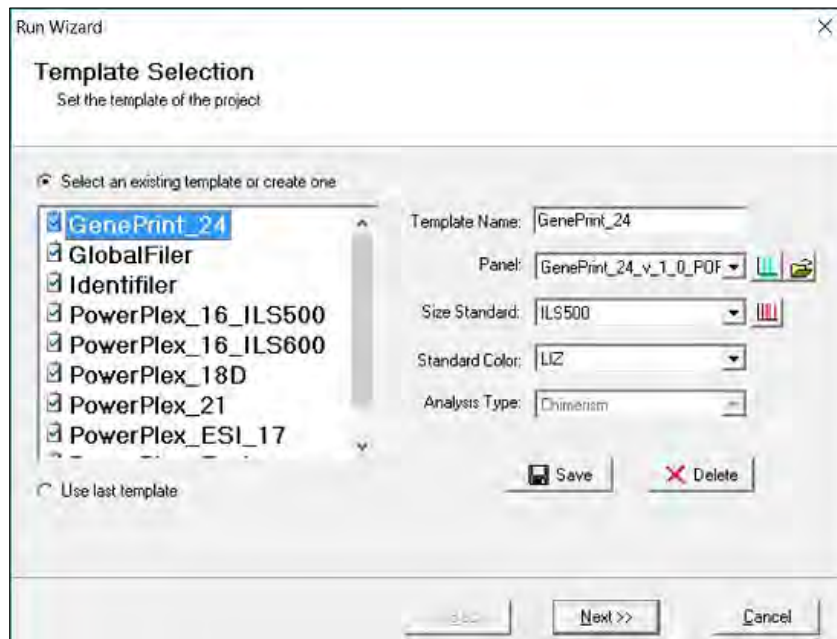 Run Wizard
Template Selection
Set the template of the project
Select an existing template or create one
GenePrint_24
GlobalFiler
Identifiler
PowerPlex_16_ILS500
PowerPlex_16_ILS600
PowerPlex_18D
PowerPlex_21
PowerPlex_ESI_17
Use last template
Template Name: GenePrint_24
Panel: GenePrint_24_v_1_0_POF
Size Standard: ILS500
Standard Color: LIZ
Analysis Type: Chimerism
Save
Delete
Next >>
Cancel